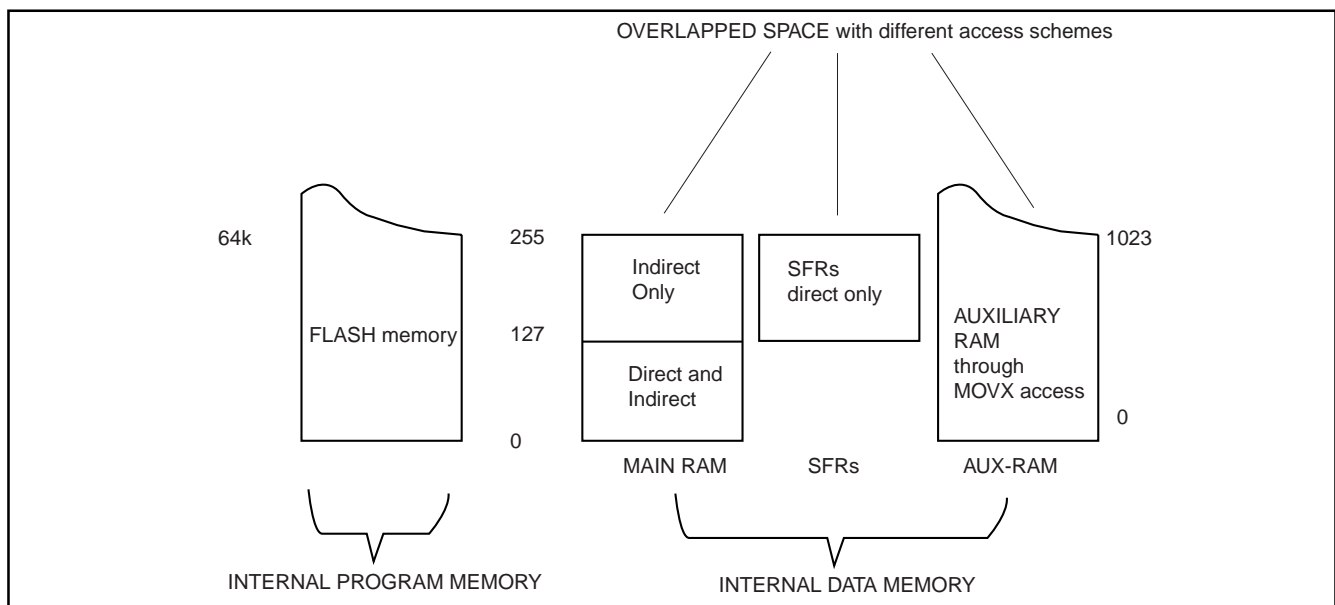 OVERLAPPED SPACE with different access schemes
64k
FLASH memory
255
127
0
Indirect
Only
Direct and
Indirect
SFRs
direct only
AUXILIARY
RAM
through
MOVX access
1023
0
MAIN RAM
SFRs
AUX-RAM
INTERNAL PROGRAM MEMORY
INTERNAL DATA MEMORY